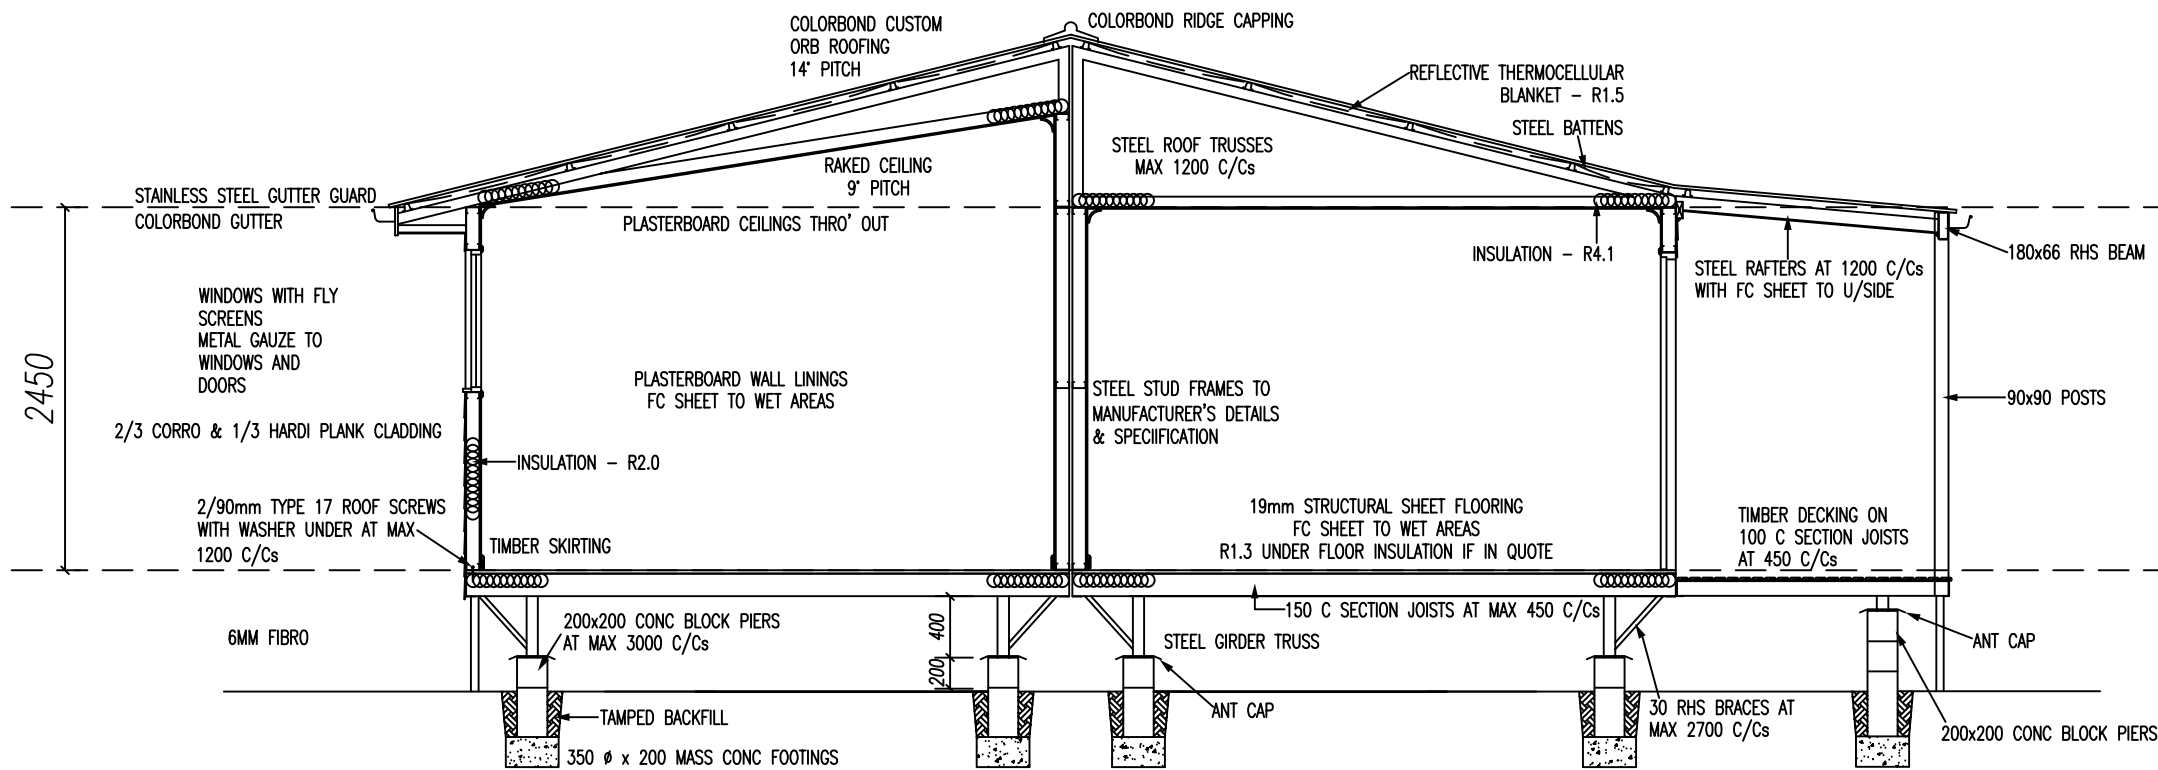 COLORBOND CUSTOM
ORB ROOFING
14° PITCH
COLORBOND RIDGE CAPPING
REFLECTIVE THERMOCELLULAR
BLANKET - R1.5
STEEL BATTENS
STEEL ROOF TRUSSES
MAX 1200 C/Cs
RAKED CEILING
9° PITCH
STAINLESS STEEL GUTTER GUARD
COLORBOND GUTTER
PLASTERBOARD CEILINGS THRO' OUT
INSULATION - R4.1
STEEL RAFTERS AT 1200 C/Cs
WITH FC SHEET TO U/SIDE
180x66 RHS BEAM
WINDOWS WITH FLY
SCREENS
METAL GAUZE TO
WINDOWS AND
DOORS
2450
PLASTERBOARD WALL LININGS
FC SHEET TO WET AREAS
STEEL STUD FRAMES TO
MANUFACTURER'S DETAILS
& SPECIIFICATION
90x90 POSTS
2/3 CORRO & 1/3 HARDI PLANK CLADDING
INSULATION - R2.0
2/90mm TYPE 17 ROOF SCREWS
WITH WASHER UNDER AT MAX
1200 C/Cs
TIMBER SKIRTING
19mm STRUCTURAL SHEET FLOORING
FC SHEET TO WET AREAS
R1.3 UNDER FLOOR INSULATION IF IN QUOTE
TIMBER DECKING ON
100 C SECTION JOISTS
AT 450 C/Cs
150 C SECTION JOISTS AT MAX 450 C/Cs
6MM FIBRO
200x200 CONC BLOCK PIERS
AT MAX 3000 C/Cs
400
200
STEEL GIRDER TRUSS
ANT CAP
ANT CAP
30 RHS BRACES AT
MAX 2700 C/Cs
200x200 CONC BLOCK PIERS
TAMPED BACKFILL
350 ø x 200 MASS CONC FOOTINGS